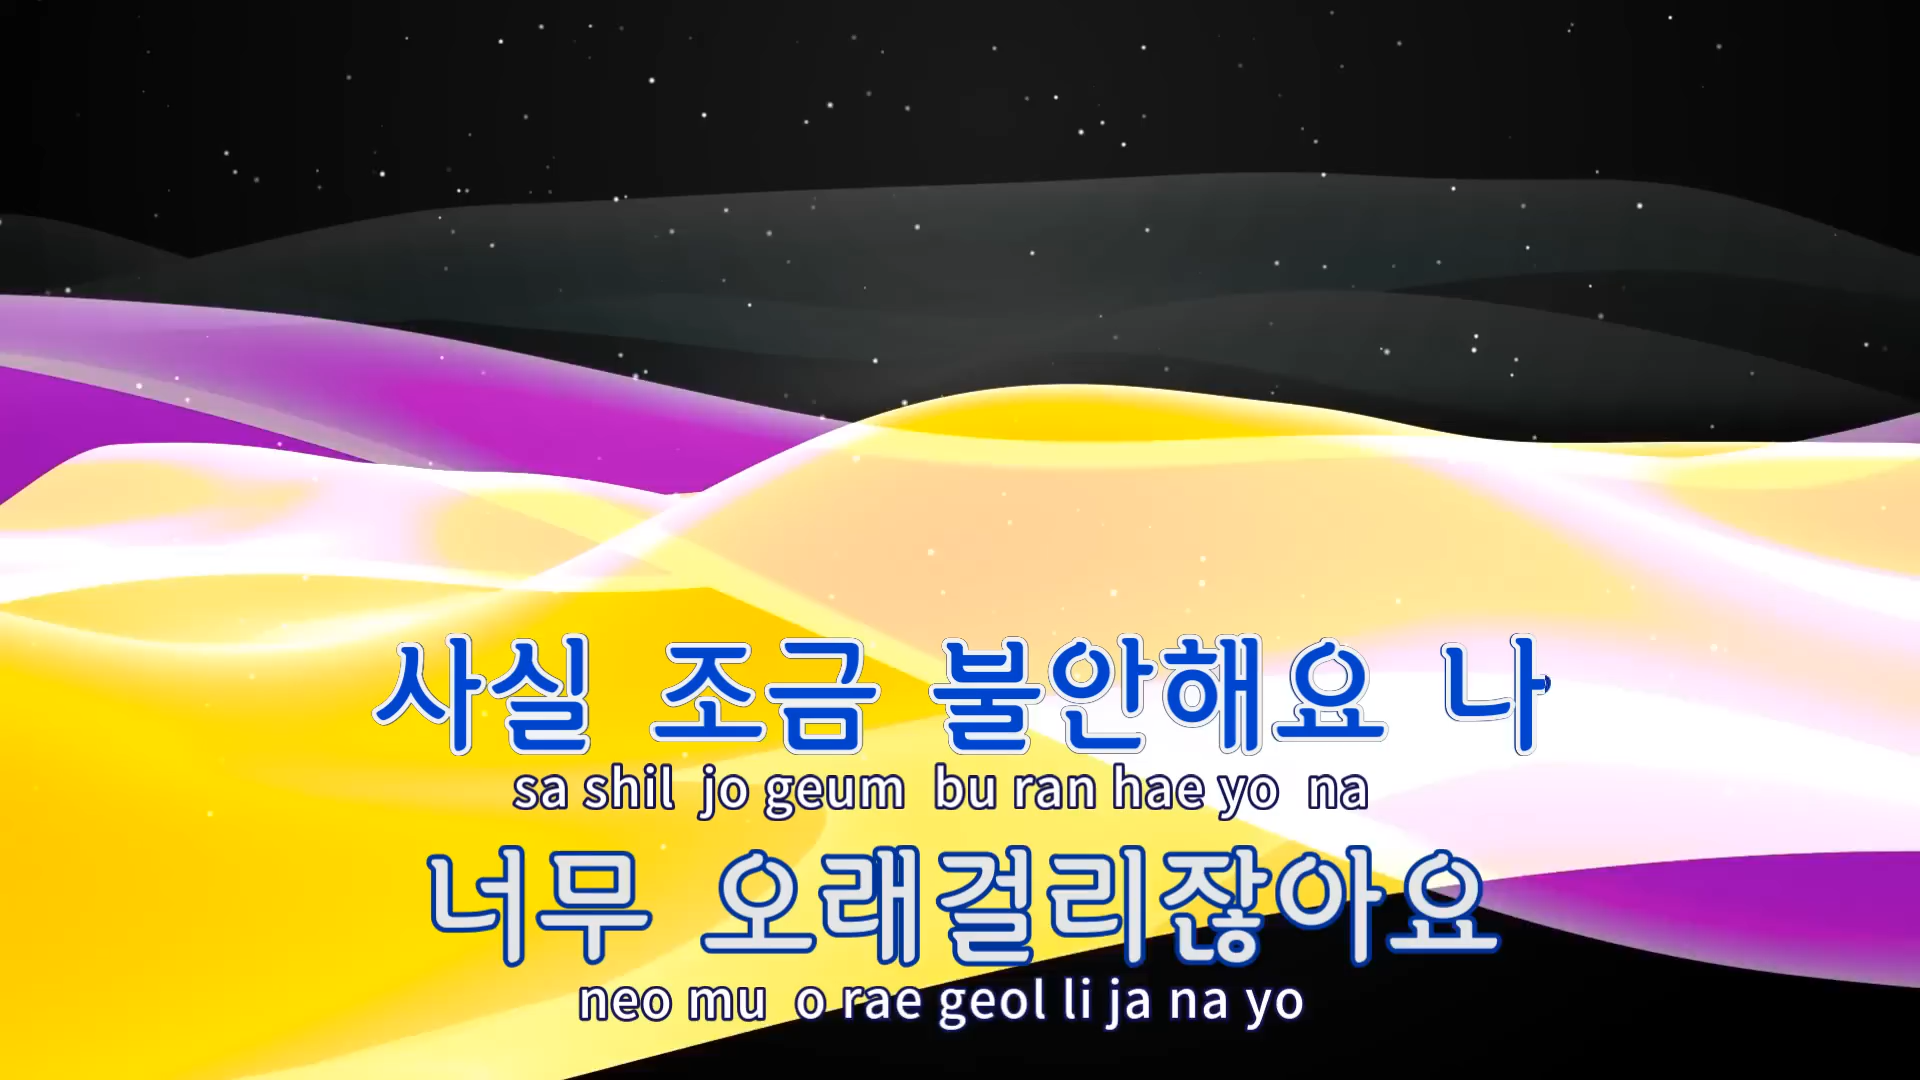 사실 조금 불안해요 나
sa shil jo geum bu ran hae yo na
너무 오래걸리잖아요
neo mu o rae geol li ja na yo